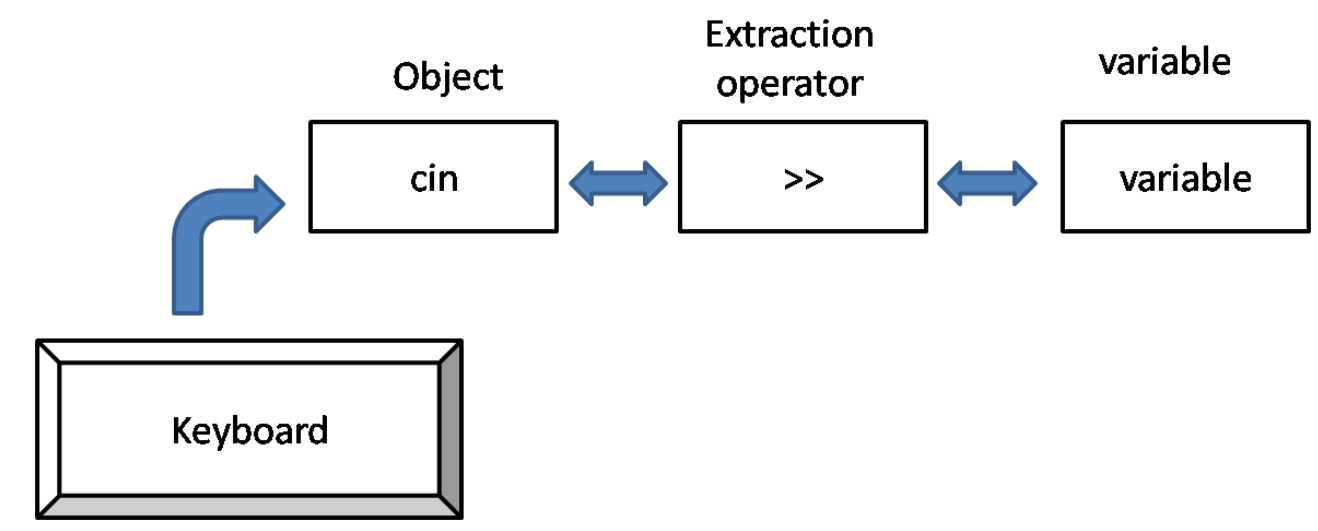 Object
Extraction
operator
variable
cin
>>
variable
Keyboard